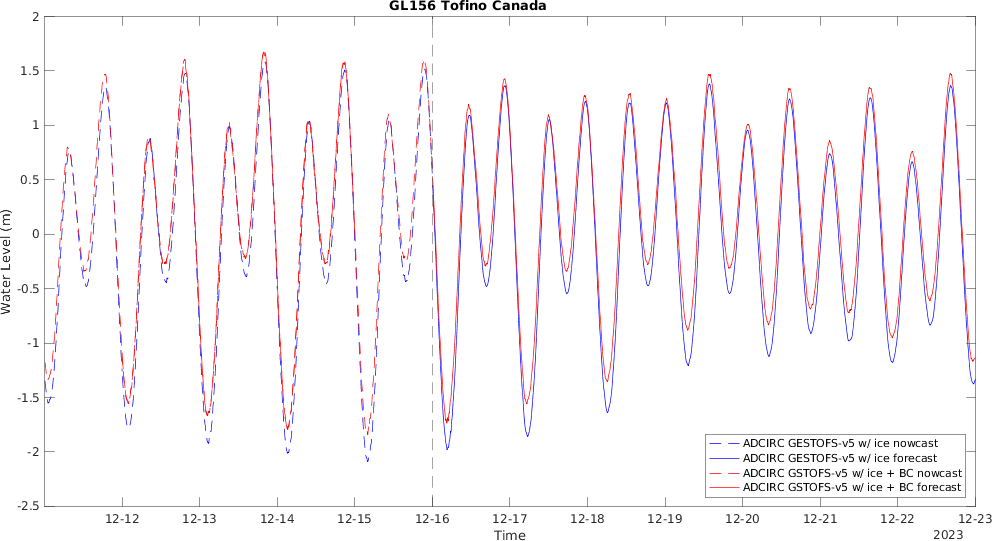 GL156 Tofino Canada
2
1.5
1
0.5
0
-0.5
-1
-1.5
-2
-2.5
Water Level (m)
ADCIRC GESTOFS-v5 w/ ice nowcast
ADCIRC GESTOFS-v5 w/ ice forecast
ADCIRC GSTOFS-v5 w/ ice + BC nowcast
ADCIRC GSTOFS-v5 w/ ice + BC forecast
12-12 12-13 12-14 12-15 12-16 12-17 12-18 12-19 12-20 12-21 12-22 12-23
Time
2023